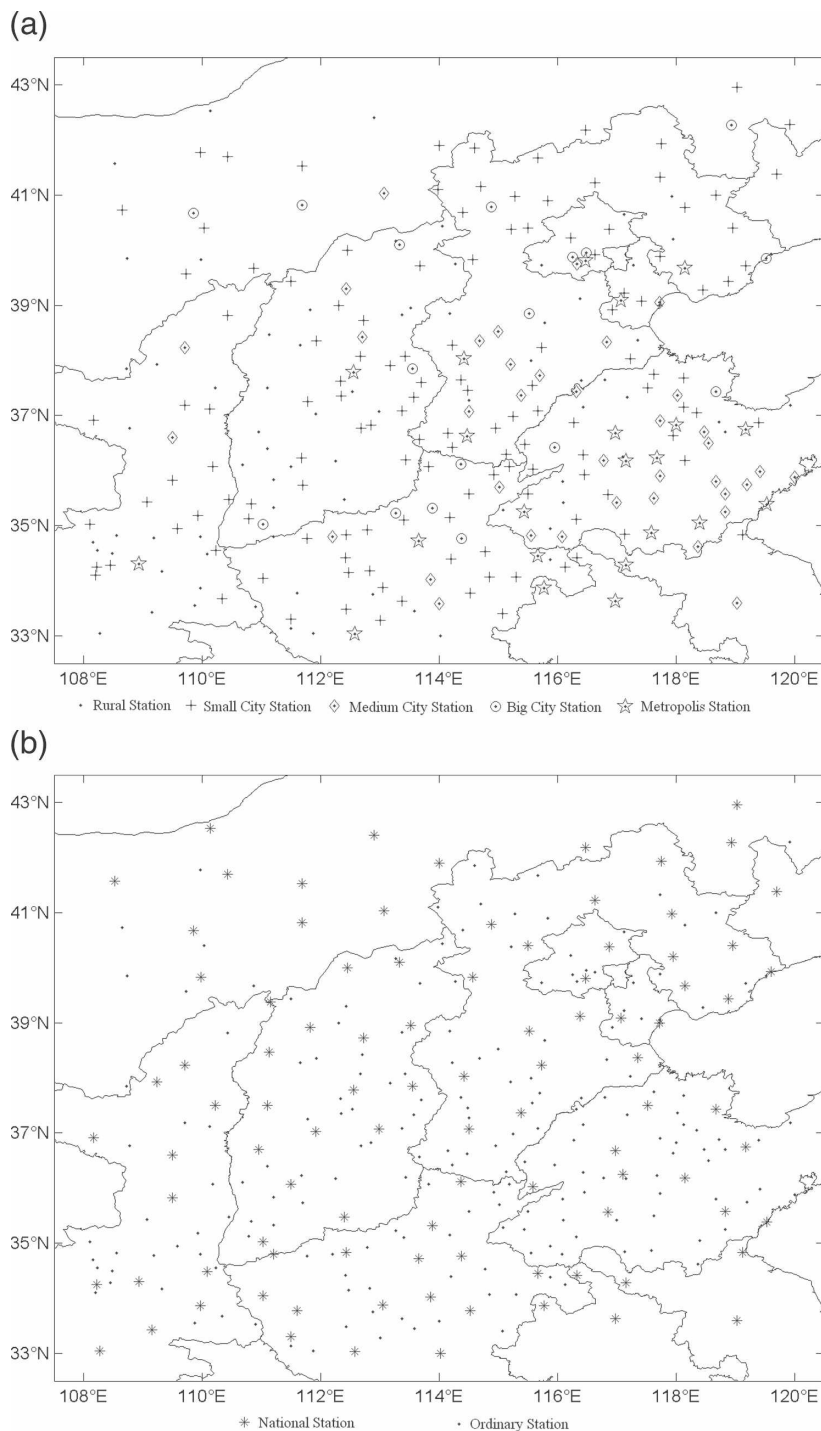 (a)
43°N
41°N
39°N
37°N
35°N
33°N
108°E 110°E 112°E 114°E 116°E 118°E 120°E
Rural Station Small City Station Medium City Station Big City Station Metropolis Station
(b)
43°N
41°N
39°N
37°N
35°N
33°N
108°E 110°E 112°E 114°E 116°E 118°E 120°E
National Station Ordinary Station